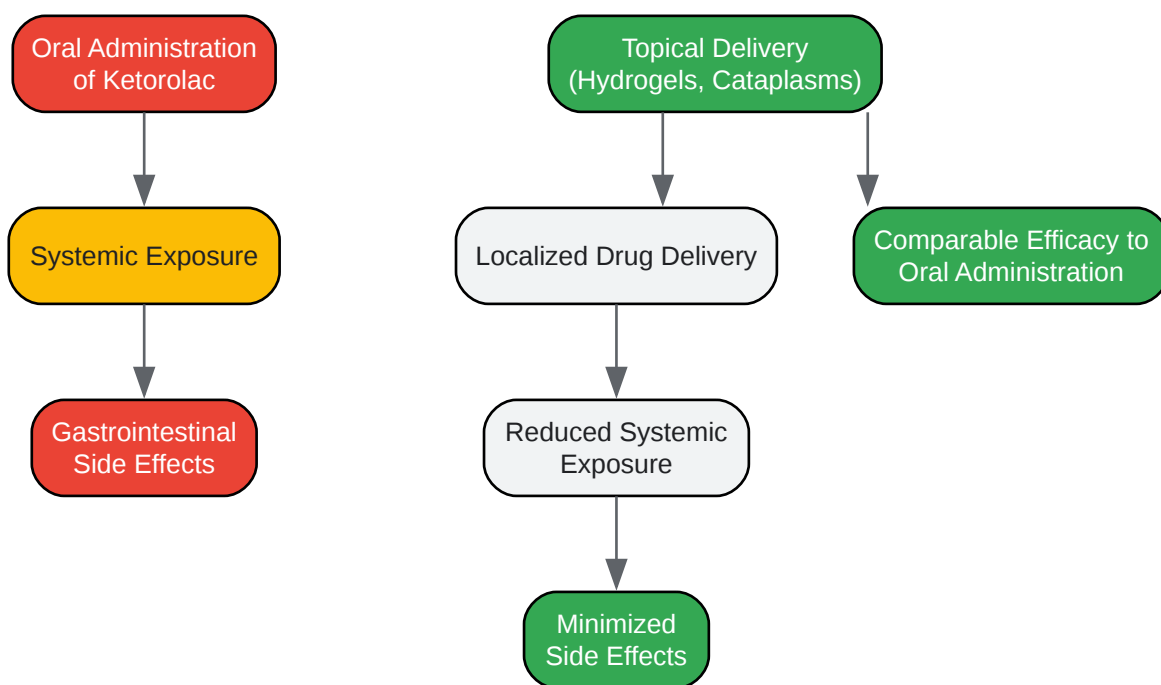 Oral Administration
of Ketorolac
Topical Delivery
(Hydrogels, Cataplasms)
Systemic Exposure
Localized Drug Delivery
Comparable Efficacy to
Oral Administration
Gastrointestinal
Side Effects
Reduced Systemic
Exposure
Minimized
Side Effects